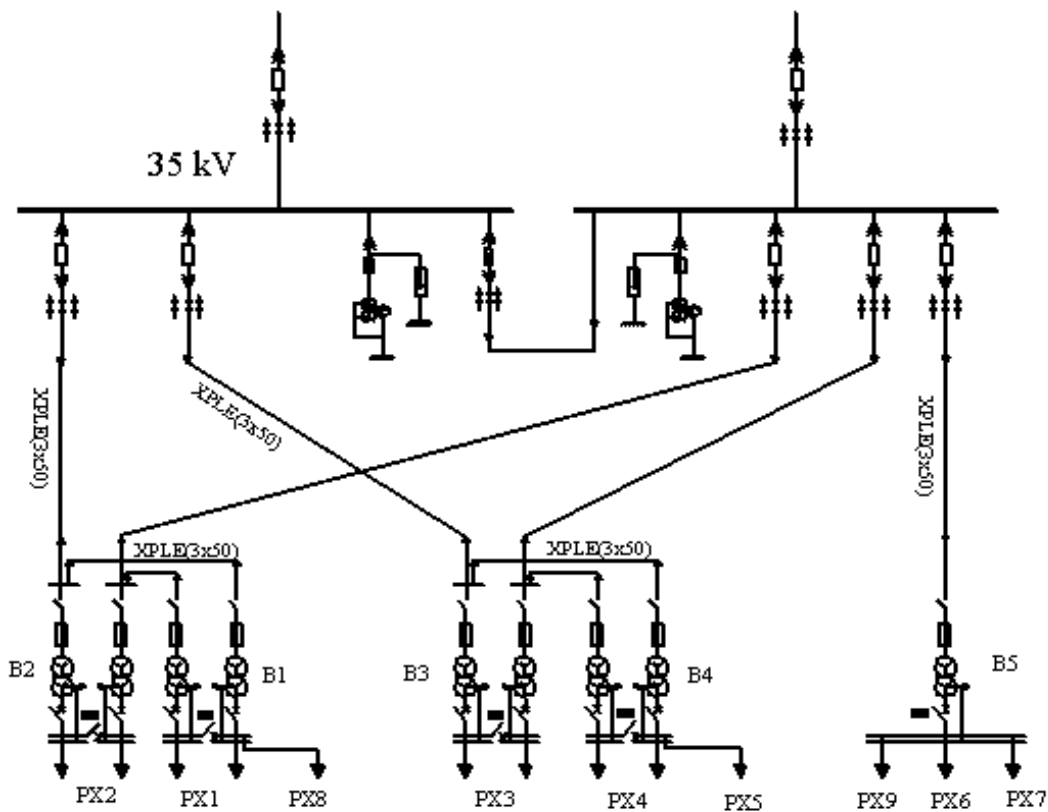 35 kV
XPLE(3x50)
XPLE(3x50)
XPLE(3x50)
XPLE(3x50)
XPLE(3x50)
B2
B1
B3
B4
B5
PX2
PX1
PX8
PX3
PX4
PX5
PX9
PX6
PX7